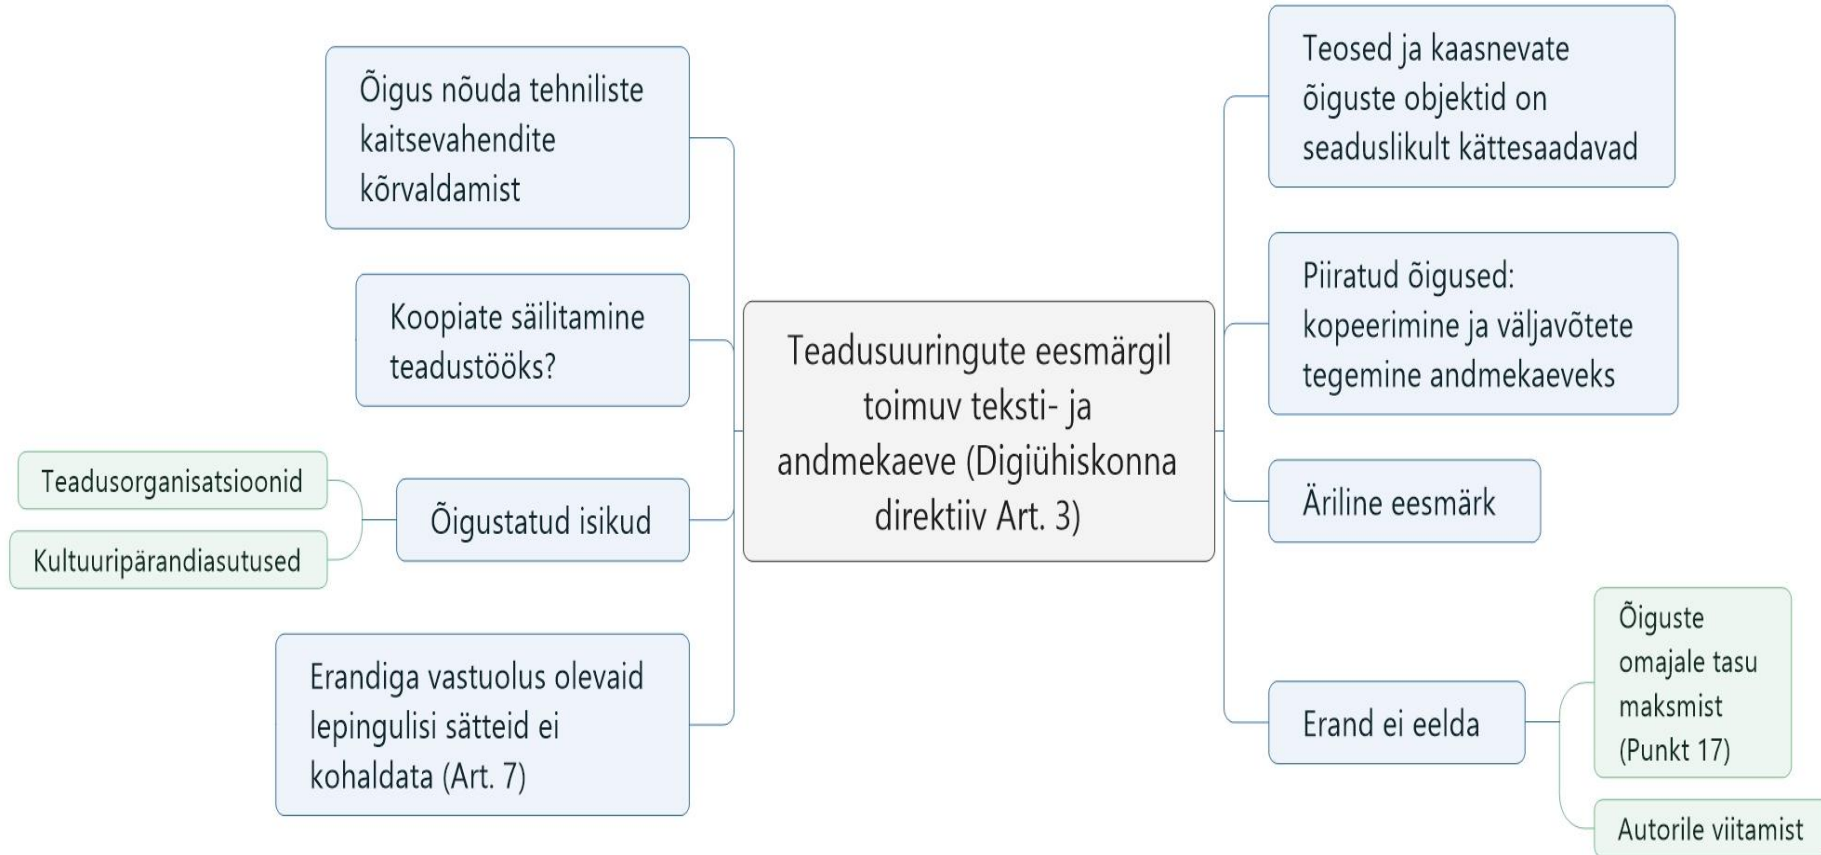 Õigus nõuda tehniliste
kaitsevahendite
kõrvaldamist
Koopiate säilitamine
teadustööks?
Teadusorganisatsioonid
Kultuuripärandiasutused
Õigustatud isikud
Erandiga vastuolus olevaid
lepingulisi sätteid ei
kohaldata (Art. 7)
Teadusuuringute eesmärgil
toimuv teksti- ja
andmekaeve (Digiühiskonna
direktiiv Art. 3)
Teosed ja kaasnevate
õiguste objektid on
seaduslikult kättesaadavad
Piiratud õigused:
kopeerimine ja väljavõtete
tegemine andmekaeveks
Äriline eesmärk
Erand ei eelda
Õiguste
omajale tasu
maksmist
(Punkt 17)
Autorile viitamist